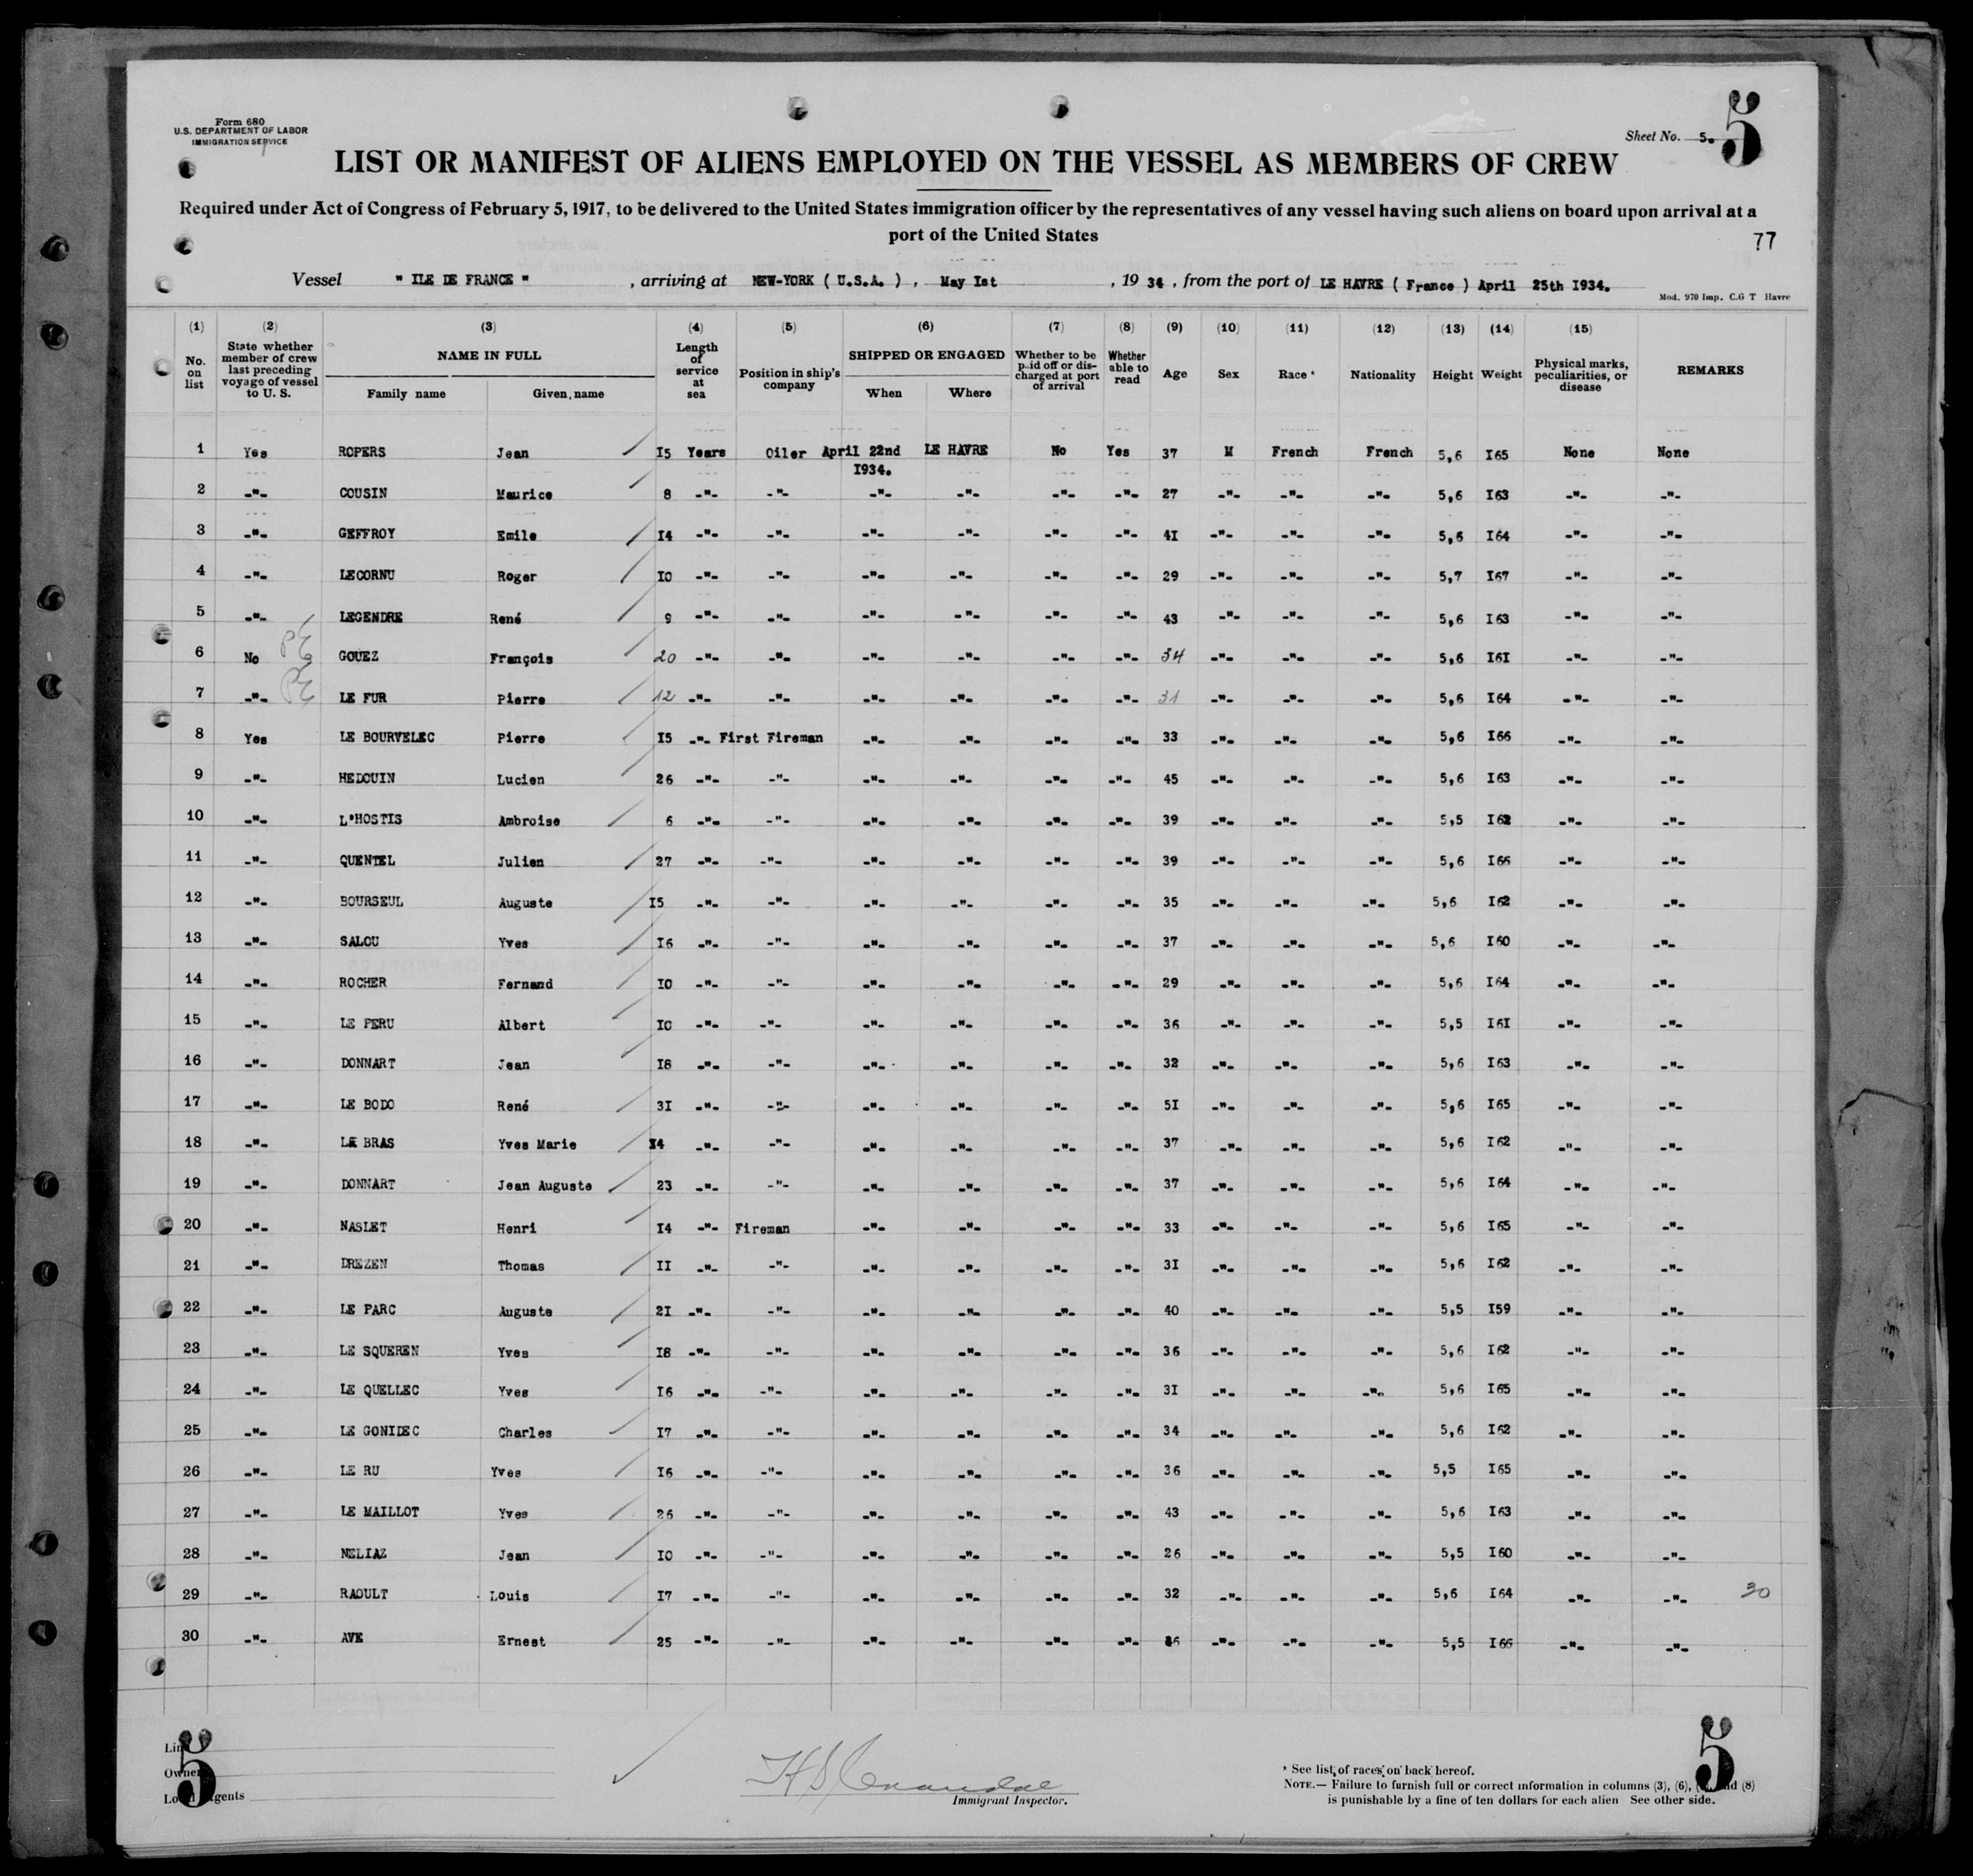 Form 680
U.S. DEPARTMENT OF LABOR
IMMIGRATION SERVICE
Sheet No. 5.
5
LIST OR MANIFEST OF ALIENS EMPLOYED ON THE VESSEL AS MEMBERS OF CREW
Required under Act of Congress of February 5, 1917, to be delivered to the United States immigration officer by the representatives of any vessel having such aliens on board upon arrival at a
port of the United States
77
Vessel " ILE DE FRANCE " , arriving at NEW-YORK ( U.S.A. ) , May Ist , 19 34 , from the port of LE HAVRE ( France ) April 25th I934.
Mod. 970 Imp. C.G T Havre
(1) (2) (3) (4) (5) (6) (7) (8) (9) (10) (11) (12) (13) (14) (15)
No. on list State whether member of crew last preceding voyage of vessel to U. S. NAME IN FULL Family name Given name Length of service at sea Position in ship's company SHIPPED OR ENGAGED When Where Whether to be paid off or discharged at port of arrival Whether able to read Age Sex Race * Nationality Height Weight Physical marks, peculiarities, or disease REMARKS
1 Yes ROPERS Jean I5 Years Oiler April 22nd I934. LE HAVRE No Yes 37 M French French 5,6 I65 None None
2 -"- COUSIN Maurice 8 -"- -"- -"- -"- -"- -"- 27 -"- -"- -"- 5,6 I63 -"- -"-
3 -"- GEFFROY Emile I4 -"- -"- -"- -"- -"- -"- 4I -"- -"- -"- 5,6 I64 -"- -"-
4 -"- LECORNU Roger I0 -"- -"- -"- -"- -"- -"- 29 -"- -"- -"- 5,7 I67 -"- -"-
5 -"- LEGENDRE René 9 -"- -"- -"- -"- -"- -"- 43 -"- -"- -"- 5,6 I63 -"- -"-
6 No GOUEZ François 20 -"- -"- -"- -"- -"- -"- 34 -"- -"- -"- 5,6 I6I -"- -"-
7 -"- LE FUR Pierre 12 -"- -"- -"- -"- -"- -"- 31 -"- -"- -"- 5,6 I64 -"- -"-
8 Yes LE BOURVELEC Pierre I5 -"- First Fireman -"- -"- -"- -"- 33 -"- -"- -"- 5,6 I66 -"- -"-
9 -"- HEDOUIN Lucien 26 -"- -"- -"- -"- -"- -"- 45 -"- -"- -"- 5,6 I63 -"- -"-
10 -"- L'HOSTIS Ambroise 6 -"- -"- -"- -"- -"- -"- 39 -"- -"- -"- 5,5 I62 -"- -"-
11 -"- QUENTEL Julien 27 -"- -"- -"- -"- -"- -"- 39 -"- -"- -"- 5,6 I66 -"- -"-
12 -"- BOURSEUL Auguste I5 -"- -"- -"- -"- -"- -"- 35 -"- -"- -"- 5,6 I62 -"- -"-
13 -"- SALOU Yves I6 -"- -"- -"- -"- -"- -"- 37 -"- -"- -"- 5,6 I60 -"- -"-
14 -"- ROCHER Fernand I0 -"- -"- -"- -"- -"- -"- 29 -"- -"- -"- 5,6 I64 -"- -"-
15 -"- LE FERU Albert I0 -"- -"- -"- -"- -"- -"- 36 -"- -"- -"- 5,5 I6I -"- -"-
16 -"- DONNART Jean I8 -"- -"- -"- -"- -"- -"- 32 -"- -"- -"- 5,6 I63 -"- -"-
17 -"- LE BODO René 3I -"- -"- -"- -"- -"- -"- 5I -"- -"- -"- 5,6 I65 -"- -"-
18 -"- LE BRAS Yves Marie I4 -"- -"- -"- -"- -"- -"- 37 -"- -"- -"- 5,6 I62 -"- -"-
19 -"- DONNART Jean Auguste 23 -"- -"- -"- -"- -"- -"- 37 -"- -"- -"- 5,6 I64 -"- -"-
20 -"- NASLET Henri I4 -"- Fireman -"- -"- -"- -"- 33 -"- -"- -"- 5,6 I65 -"- -"-
21 -"- DREZEN Thomas II -"- -"- -"- -"- -"- -"- 3I -"- -"- -"- 5,6 I62 -"- -"-
22 -"- LE PARC Auguste 2I -"- -"- -"- -"- -"- -"- 40 -"- -"- -"- 5,5 I59 -"- -"-
23 -"- LE SQUEREN Yves I8 -"- -"- -"- -"- -"- -"- 36 -"- -"- -"- 5,6 I62 -"- -"-
24 -"- LE QUELLEC Yves I6 -"- -"- -"- -"- -"- -"- 3I -"- -"- -"- 5,6 I65 -"- -"-
25 -"- LE GONIDEC Charles I7 -"- -"- -"- -"- -"- -"- 34 -"- -"- -"- 5,6 I62 -"- -"-
26 -"- LE RU Yves I6 -"- -"- -"- -"- -"- -"- 36 -"- -"- -"- 5,5 I65 -"- -"-
27 -"- LE MAILLOT Yves 26 -"- -"- -"- -"- -"- -"- 43 -"- -"- -"- 5,6 I63 -"- -"-
28 -"- NELIAZ Jean I0 -"- -"- -"- -"- -"- -"- 26 -"- -"- -"- 5,5 I60 -"- -"-
29 -"- RAOULT Louis I7 -"- -"- -"- -"- -"- -"- 32 -"- -"- -"- 5,6 I64 -"- -"- 30
30 -"- AVE Ernest 25 -"- -"- -"- -"- -"- -"- -"- -"- -"- 5,5 I66 -"- -"-
5
5
Immigrant Inspector.
* See list of races on back hereof.
NOTE.— Failure to furnish full or correct information in columns (3), (6), and (8)
is punishable by a fine of ten dollars for each alien See other side.